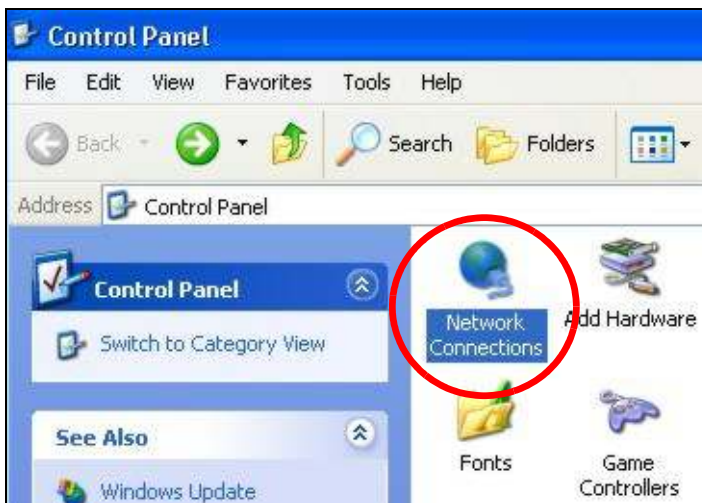 Control Panel
File Edit View Favorites Tools Help
Back Search Folders
Address Control Panel
Control Panel
Switch to Category View
See Also
Windows Update
Network
Connections
Add Hardware
Fonts
Game
Controllers